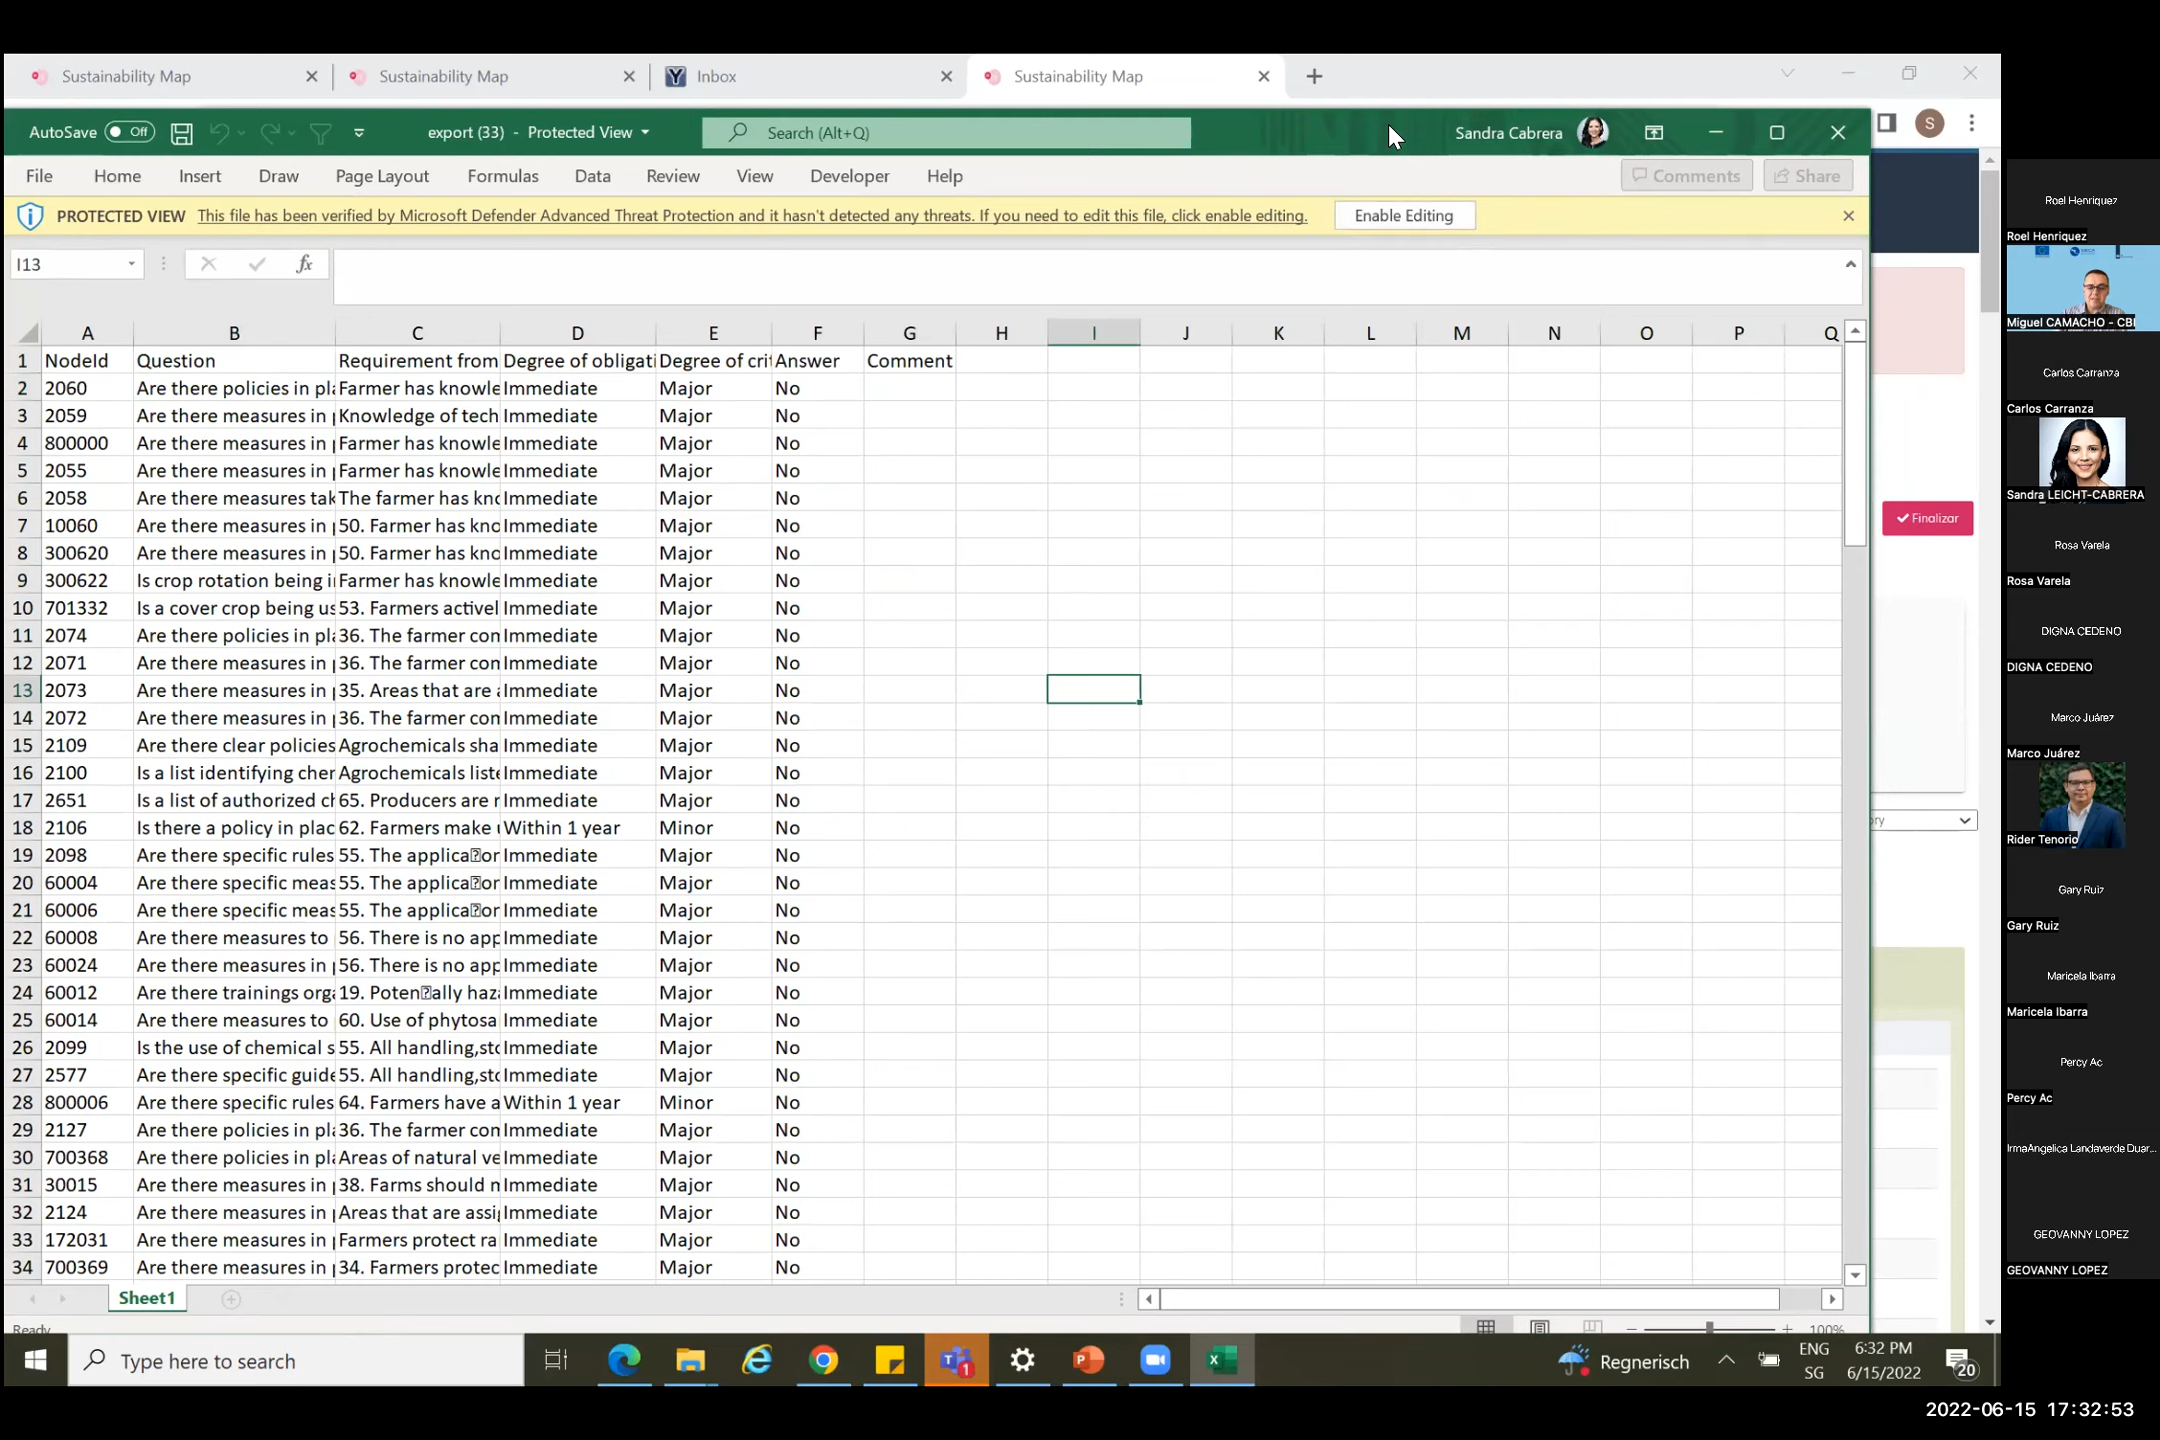 Sustainability Map
Sustainability Map
Inbox
Sustainability Map
AutoSave
Off
export (33) - Protected View
Search (Alt+Q)
Sandra Cabrera
S
File
Home
Insert
Draw
Page Layout
Formulas
Data
Review
View
Developer
Help
Comments
Share
PROTECTED VIEW This file has been verified by Microsoft Defender Advanced Threat Protection and it hasn't detected any threats. If you need to edit this file, click enable editing.
Enable Editing
I13
fx
A B C D E F G H I J K L M N O P Q
1 NodeId Question Requirement from Degree of obligati Degree of crit Answer Comment
2 2060 Are there policies in pla Farmer has knowle Immediate Major No
3 2059 Are there measures in p Knowledge of tech Immediate Major No
4 800000 Are there measures in p Farmer has knowle Immediate Major No
5 2055 Are there measures in p Farmer has knowle Immediate Major No
6 2058 Are there measures tak The farmer has kno Immediate Major No
7 10060 Are there measures in p 50. Farmer has kno Immediate Major No
8 300620 Are there measures in p 50. Farmer has kno Immediate Major No
9 300622 Is crop rotation being i Farmer has knowle Immediate Major No
10 701332 Is a cover crop being us 53. Farmers activel Immediate Major No
11 2074 Are there policies in pla 36. The farmer con Immediate Major No
12 2071 Are there measures in p 36. The farmer con Immediate Major No
13 2073 Are there measures in p 35. Areas that are a Immediate Major No
14 2072 Are there measures in p 36. The farmer con Immediate Major No
15 2109 Are there clear policies Agrochemicals sha Immediate Major No
16 2100 Is a list identifying cher Agrochemicals liste Immediate Major No
17 2651 Is a list of authorized ch 65. Producers are r Immediate Major No
18 2106 Is there a policy in plac 62. Farmers make u Within 1 year Minor No
19 2098 Are there specific rules 55. The applica or Immediate Major No
20 60004 Are there specific meas 55. The applica or Immediate Major No
21 60006 Are there specific meas 55. The applica or Immediate Major No
22 60008 Are there measures to 56. There is no app Immediate Major No
23 60024 Are there measures in p 56. There is no app Immediate Major No
24 60012 Are there trainings orga 19. Poten ally haza Immediate Major No
25 60014 Are there measures to 60. Use of phytosa Immediate Major No
26 2099 Is the use of chemical s 55. All handling,sto Immediate Major No
27 2577 Are there specific guide 55. All handling,sto Immediate Major No
28 800006 Are there specific rules 64. Farmers have a Within 1 year Minor No
29 2127 Are there policies in pla 36. The farmer con Immediate Major No
30 700368 Are there policies in pla Areas of natural ve Immediate Major No
31 30015 Are there measures in p 38. Farms should n Immediate Major No
32 2124 Are there measures in p Areas that are assig Immediate Major No
33 172031 Are there measures in p Farmers protect ra Immediate Major No
34 700369 Are there measures in p 34. Farmers protec Immediate Major No
Sheet1
Ready
100%
Finalizar
ory
Type here to search
Regnerisch
ENG
SG
6:32 PM
6/15/2022
20
Roel Henriquez
Roel Henriquez
Miguel CAMACHO - CBI
Carlos Carranza
Carlos Carranza
Sandra LEICHT-CABRERA
Rosa Varela
Rosa Varela
DIGNA CEDENO
DIGNA CEDENO
Marco Juárez
Marco Juárez
Rider Tenorio
Gary Ruiz
Gary Ruiz
Maricela Ibarra
Maricela Ibarra
Percy Ac
Percy Ac
IrmaAngelica Landaverde Duar...
GEOVANNY LOPEZ
GEOVANNY LOPEZ
2022-06-15 17:32:53